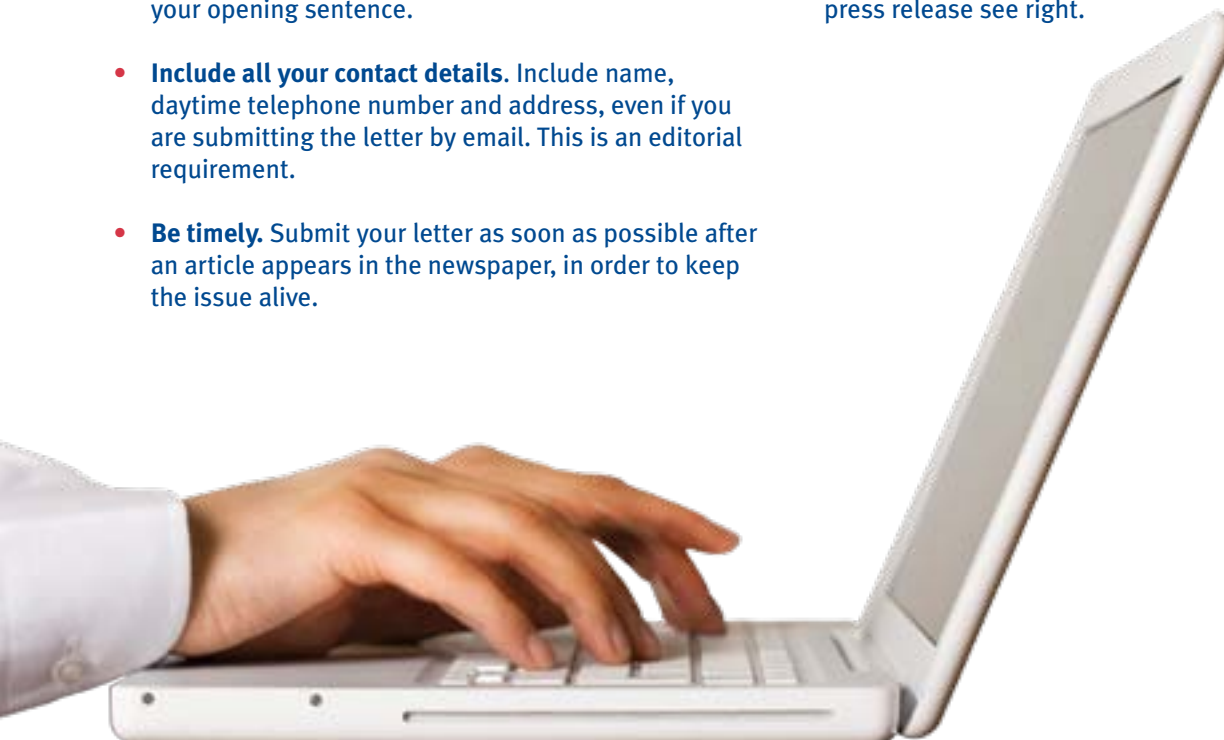 your opening sentence.
• Include all your contact details. Include name,
daytime telephone number and address, even if you
are submitting the letter by email. This is an editorial
requirement.
• Be timely. Submit your letter as soon as possible after
an article appears in the newspaper, in order to keep
the issue alive.
press release see right.